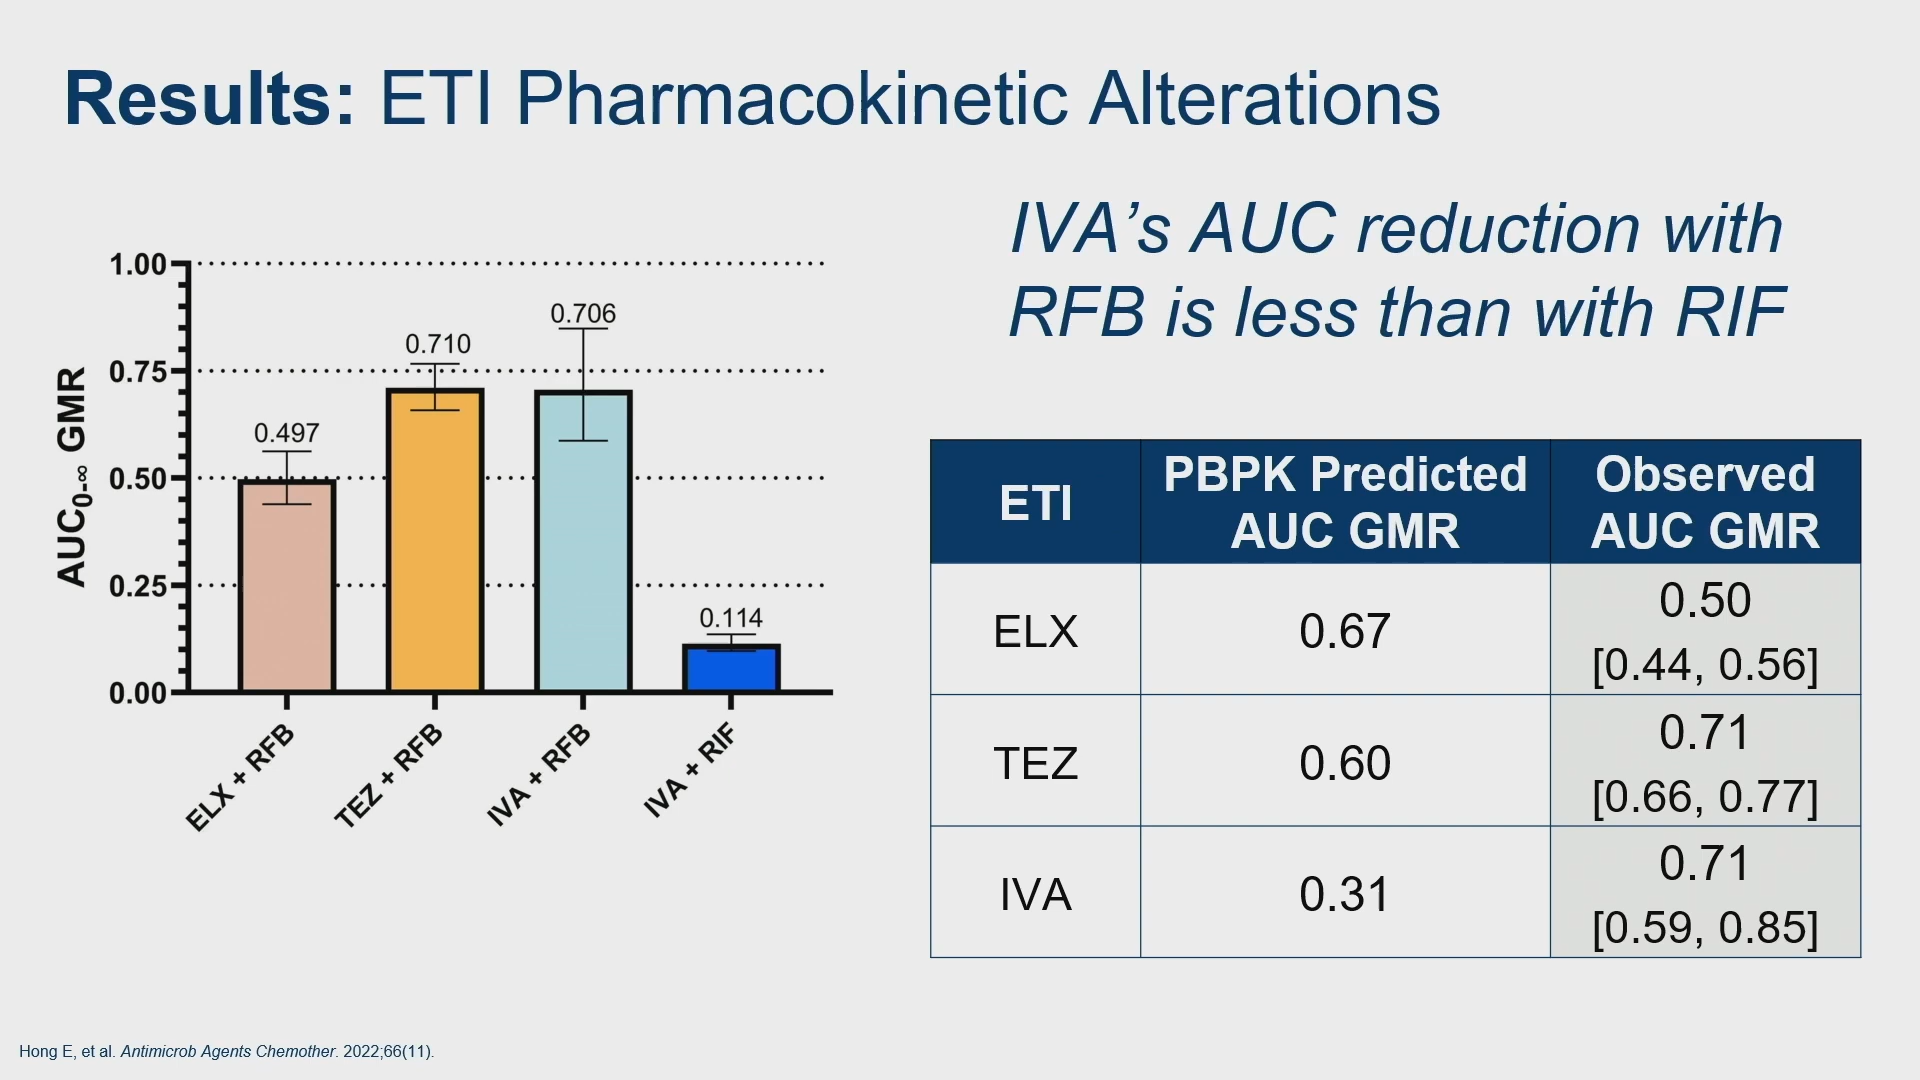 Results: ETI Pharmacokinetic Alterations
IVA’s AUC reduction with
RFB is less than with RIF
AUC0-∞ GMR
1.00
0.75
0.50
0.25
0.00
0.497
0.710
0.706
0.114
ELX + RFB
TEZ + RFB
IVA + RFB
IVA + RIF
ETI
PBPK Predicted
AUC GMR
Observed
AUC GMR
ELX
0.67
0.50
[0.44, 0.56]
TEZ
0.60
0.71
[0.66, 0.77]
IVA
0.31
0.71
[0.59, 0.85]
Hong E, et al. Antimicrob Agents Chemother. 2022;66(11).